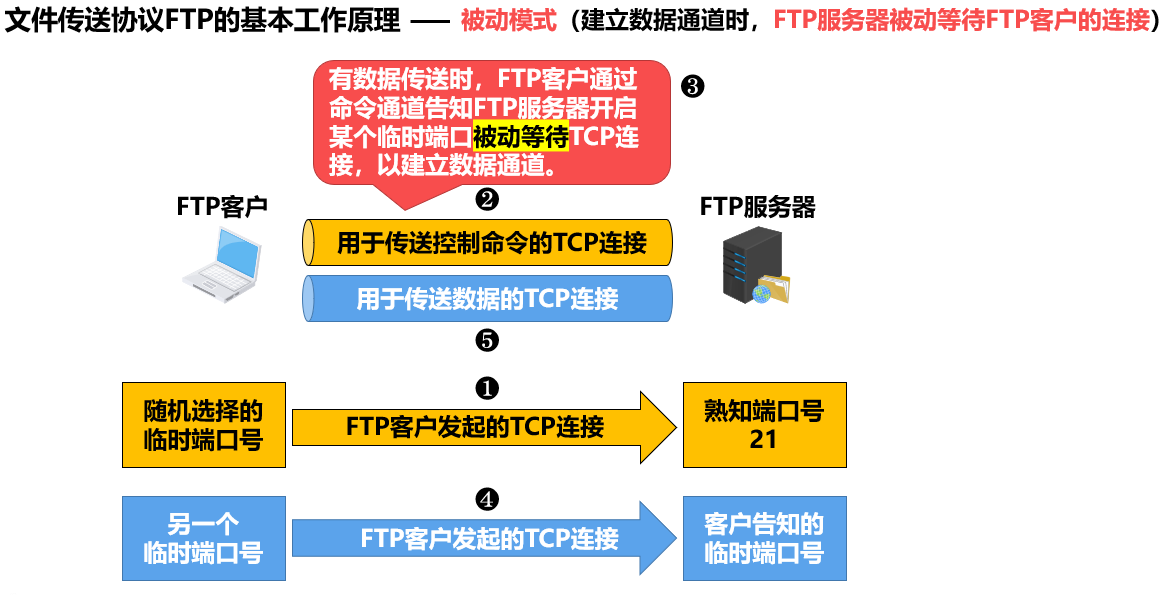 文件传送协议FTP的基本工作原理 —— 被动模式（建立数据通道时，FTP服务器被动等待FTP客户的连接）
有数据传送时，FTP客户通过
命令通道告知FTP服务器开启
某个临时端口被动等待TCP连
接，以建立数据通道。
❸
❷
FTP客户
FTP服务器
用于传送控制命令的TCP连接
用于传送数据的TCP连接
❺
❶
随机选择的
临时端口号
FTP客户发起的TCP连接
熟知端口号
21
❹
另一个
临时端口号
FTP客户发起的TCP连接
客户告知的
临时端口号